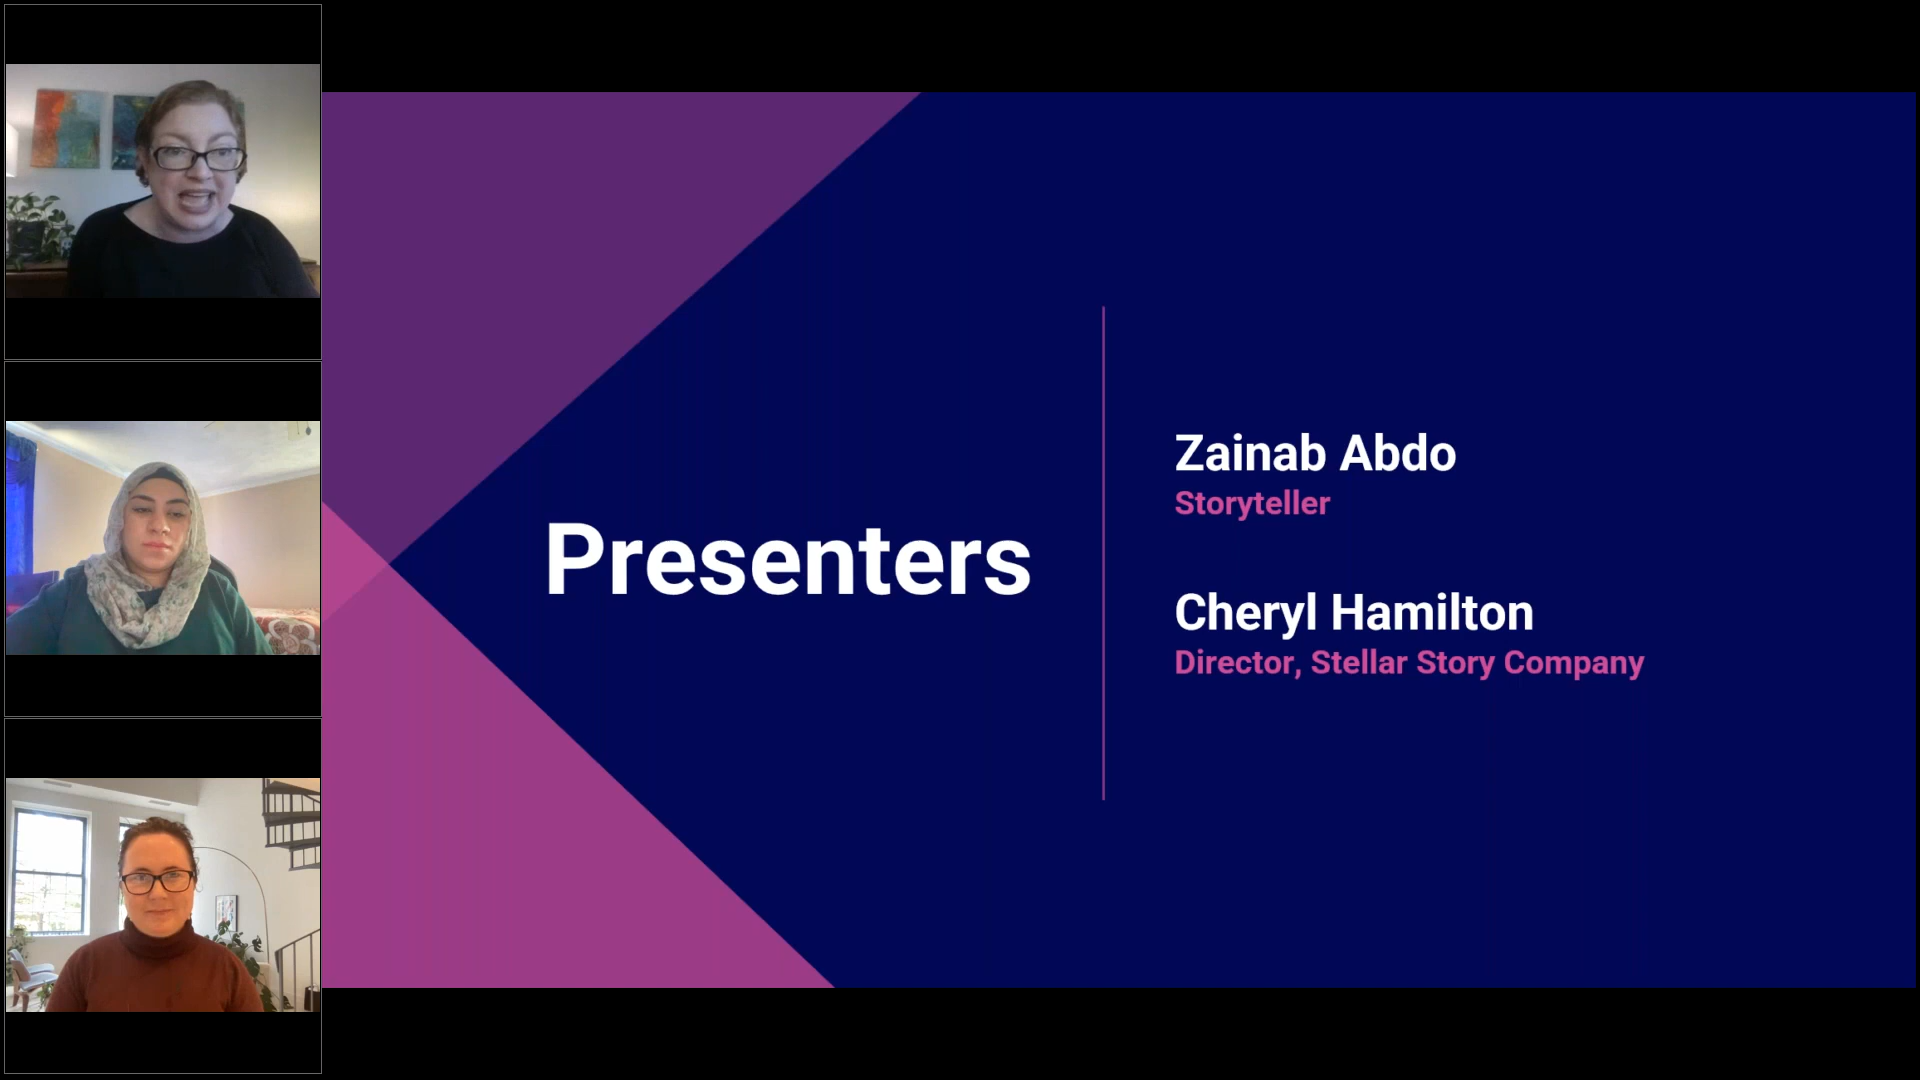 Presenters
Zainab Abdo
Storyteller
Cheryl Hamilton
Director, Stellar Story Company